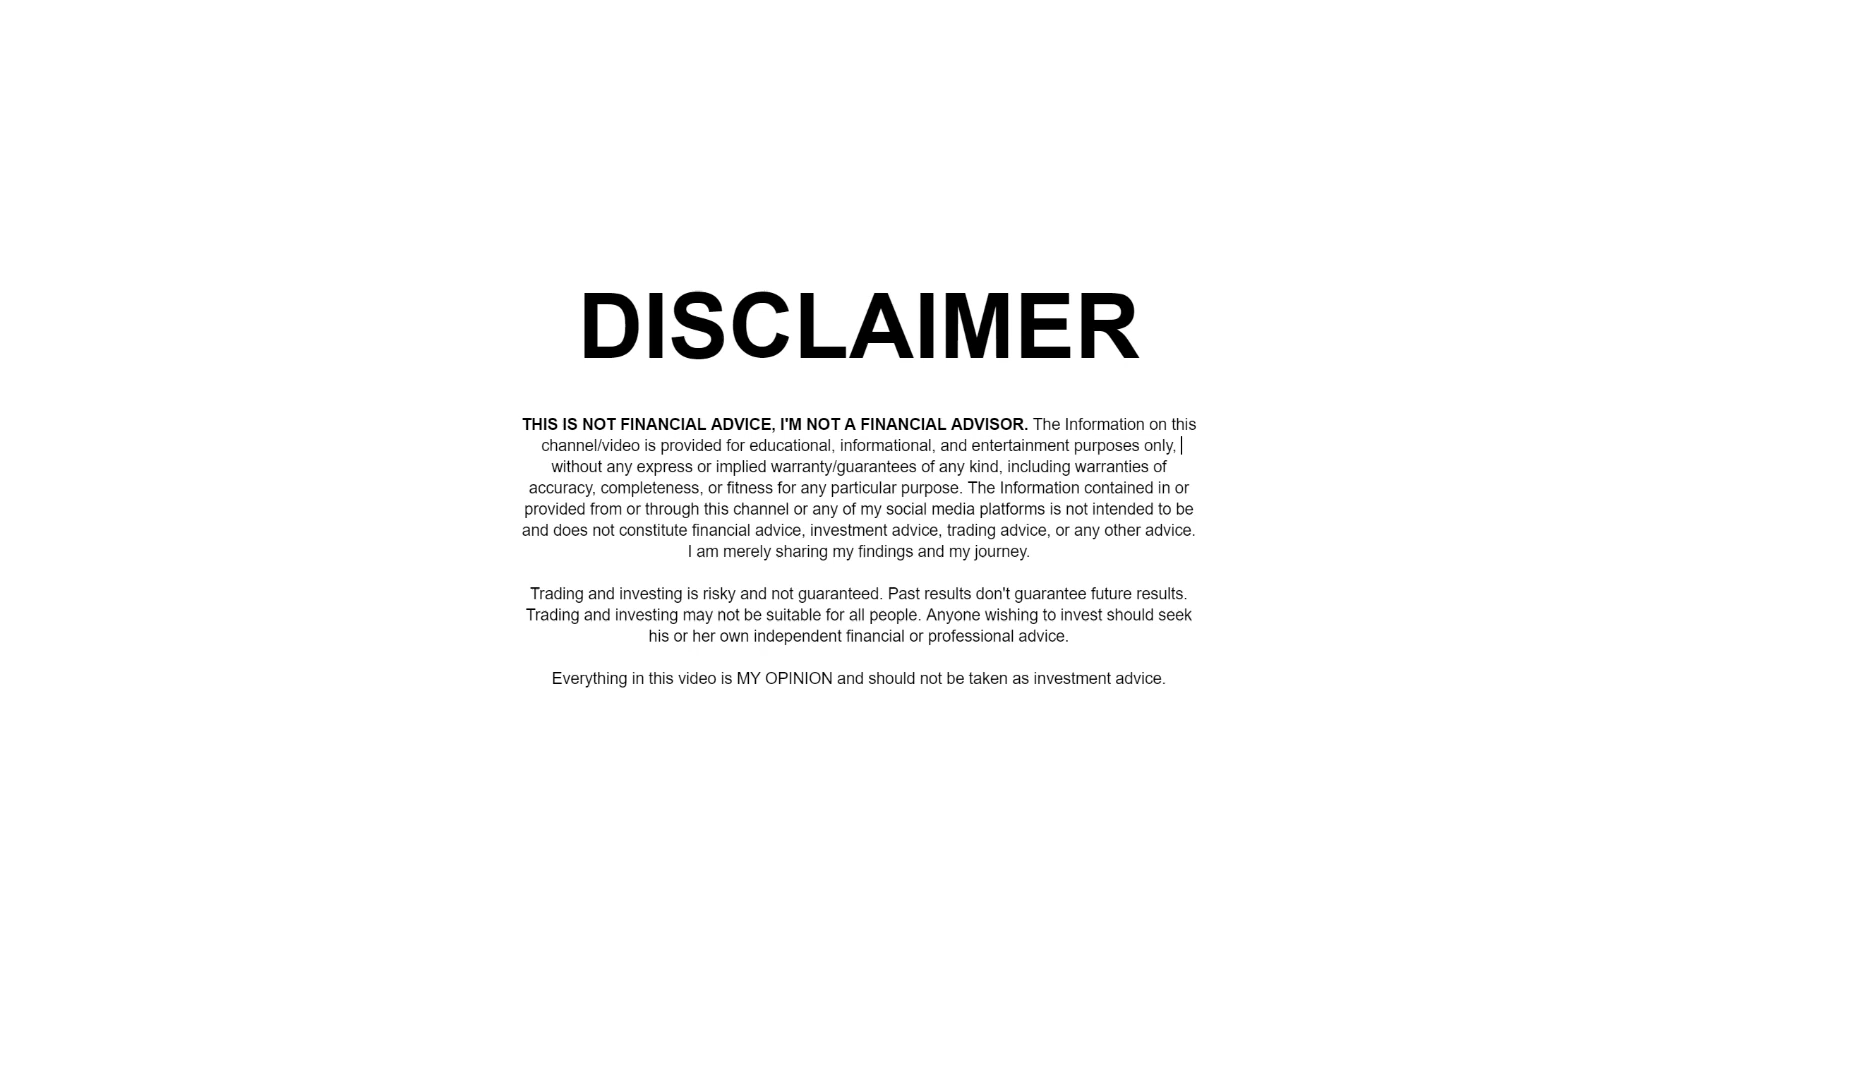 DISCLAIMER
THIS IS NOT FINANCIAL ADVICE, I'M NOT A FINANCIAL ADVISOR. The Information on this
channel/video is provided for educational, informational, and entertainment purposes only,
without any express or implied warranty/guarantees of any kind, including warranties of
accuracy, completeness, or fitness for any particular purpose. The Information contained in or
provided from or through this channel or any of my social media platforms is not intended to be
and does not constitute financial advice, investment advice, trading advice, or any other advice.
I am merely sharing my findings and my journey.
Trading and investing is risky and not guaranteed. Past results don't guarantee future results.
Trading and investing may not be suitable for all people. Anyone wishing to invest should seek
his or her own independent financial or professional advice.
Everything in this video is MY OPINION and should not be taken as investment advice.